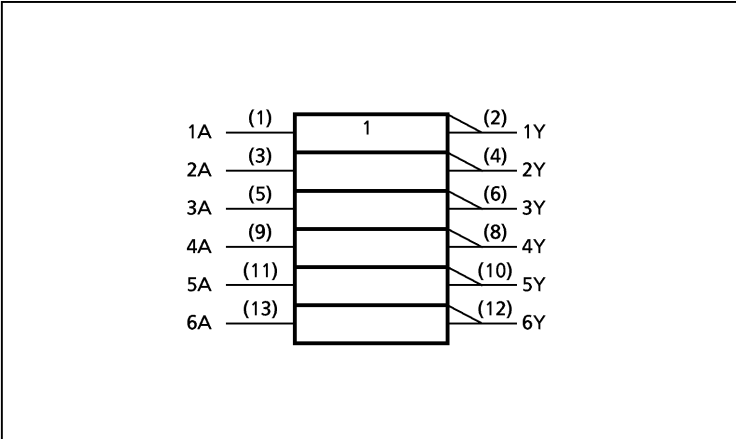 1A (1) 1 (2) 1Y
2A (3) (4) 2Y
3A (5) (6) 3Y
4A (9) (8) 4Y
5A (11) (10) 5Y
6A (13) (12) 6Y